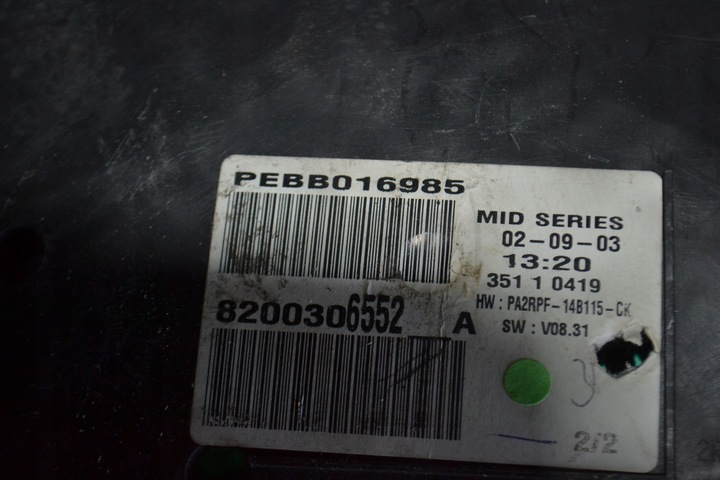 PEBB016985
MID SERIES
02-09-03
13:20
351 1 0419
HW : PA2RPF-14B115-CK
SW : V08.31
8200306552__A
2/2